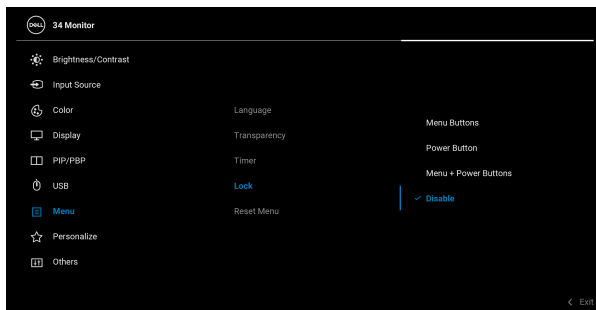 DELL 34 Monitor
Brightness/Contrast
Input Source
Color
Display
PIP/PBP
USB
Menu
Personalize
Others
Language
Transparency
Timer
Lock
Reset Menu
Menu Buttons
Power Button
Menu + Power Buttons
Disable
Exit